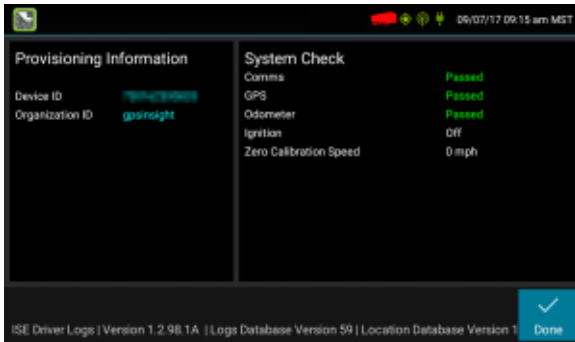 09/07/17 09:15 am MST
Provisioning Information
Device ID
Organization ID gpsinsight
System Check
Comms Passed
GPS Passed
Odometer Passed
Ignition Off
Zero Calibration Speed 0 mph
ISE Driver Logs | Version 1.2.98.1A | Logs Database Version 59 | Location Database Version 1
Done